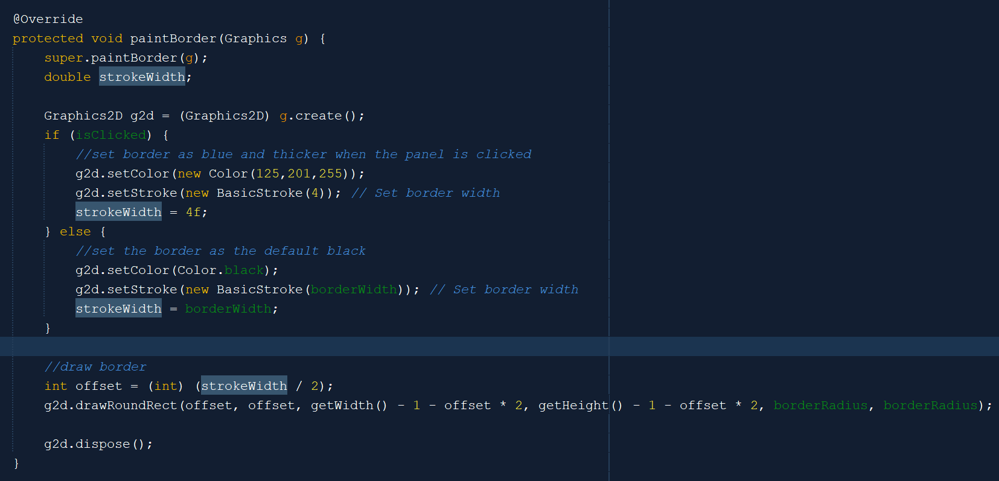 @Override
protected void paintBorder(Graphics g) {
    super.paintBorder(g);
    double strokeWidth;

    Graphics2D g2d = (Graphics2D) g.create();
    if (isClicked) {
        //set border as blue and thicker when the panel is clicked
        g2d.setColor(new Color(125,201,255));
        g2d.setStroke(new BasicStroke(4)); // Set border width
        strokeWidth = 4f;
    } else {
        //set the border as the default black
        g2d.setColor(Color.black);
        g2d.setStroke(new BasicStroke(borderWidth)); // Set border width
        strokeWidth = borderWidth;
    }

    //draw border
    int offset = (int) (strokeWidth / 2);
    g2d.drawRoundRect(offset, offset, getWidth() - 1 - offset * 2, getHeight() - 1 - offset * 2, borderRadius, borderRadius);

    g2d.dispose();
}